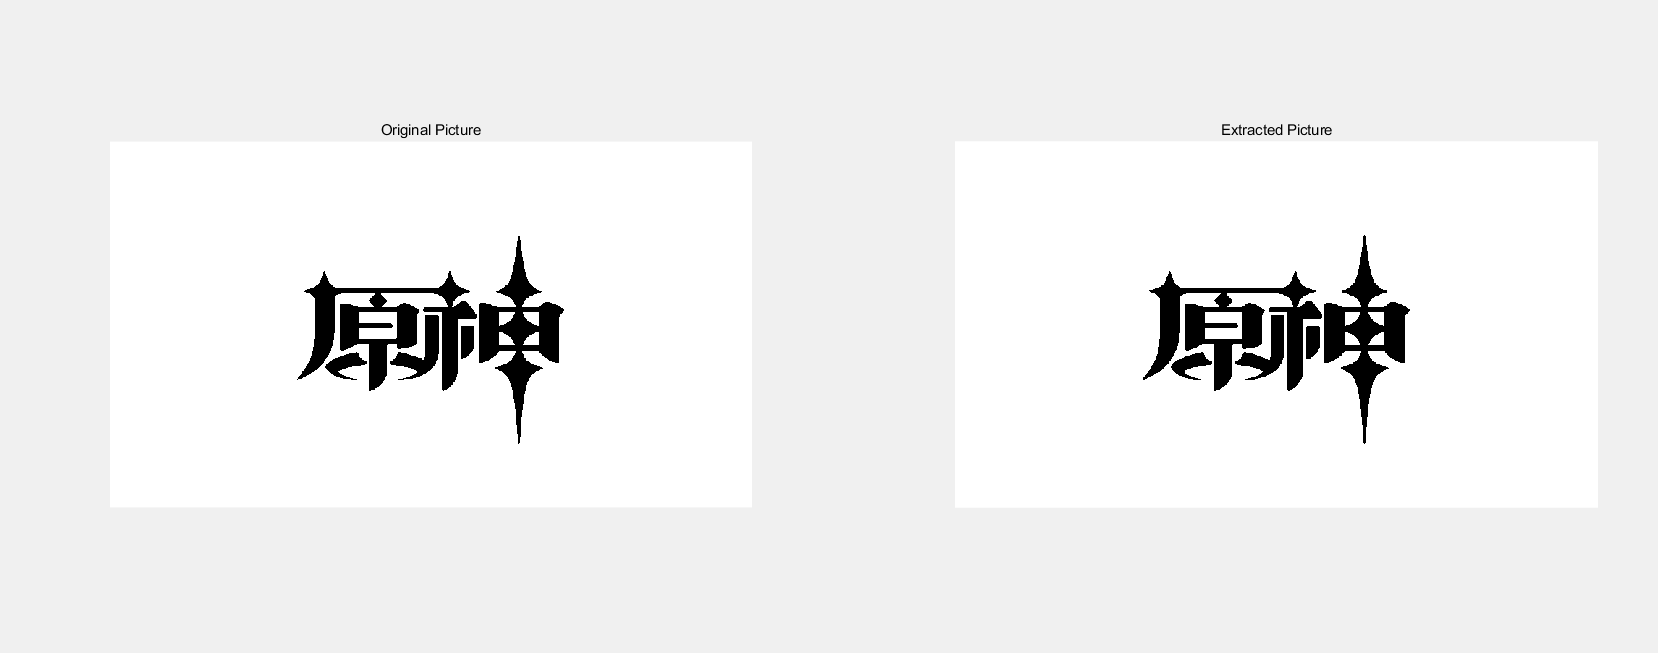 Original Picture
原神
Extracted Picture
原神